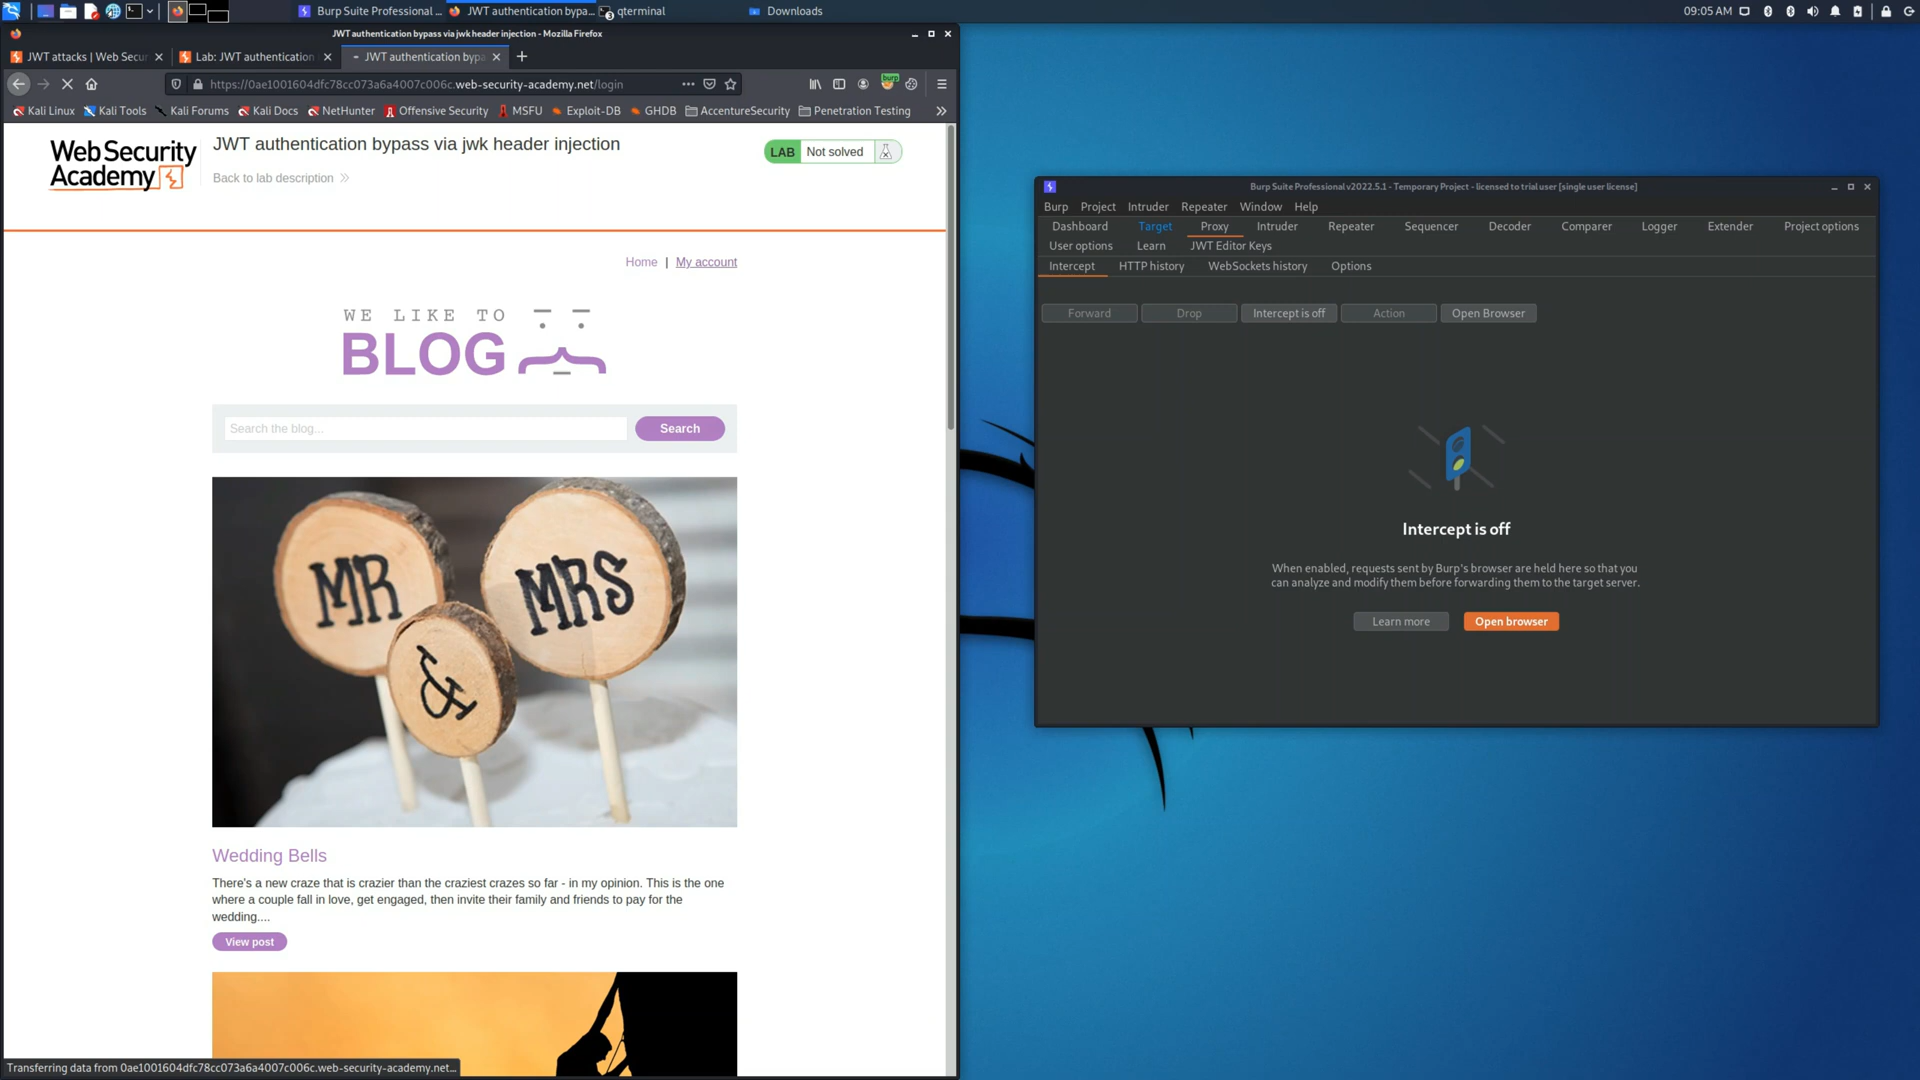 Burp Suite Professional ...
JWT authentication bypa...
3
qterminal
Downloads
09:05 AM
JWT authentication bypass via jwk header injection - Mozilla Firefox
JWT attacks | Web Secur
Lab: JWT authentication
JWT authentication bypa
https://0ae1001604dfc78cc073a6a4007c006c.web-security-academy.net/login
burp
Kali Linux
Kali Tools
Kali Forums
Kali Docs
NetHunter
Offensive Security
MSFU
Exploit-DB
GHDB
AccentureSecurity
Penetration Testing
WebSecurity
Academy
JWT authentication bypass via jwk header injection
Back to lab description
LAB Not solved
Home | My account
WE LIKE TO
BLOG
Search the blog...
Search
MR
MRS
&
Wedding Bells
There's a new craze that is crazier than the craziest crazes so far - in my opinion. This is the one
where a couple fall in love, get engaged, then invite their family and friends to pay for the
wedding....
View post
Transferring data from 0ae1001604dfc78cc073a6a4007c006c.web-security-academy.net...
Burp Suite Professional v2022.5.1 - Temporary Project - licensed to trial user [single user license]
Burp Project Intruder Repeater Window Help
Dashboard Target Proxy Intruder Repeater Sequencer Decoder Comparer Logger Extender Project options
User options Learn JWT Editor Keys
Intercept HTTP history WebSockets history Options
Forward Drop Intercept is off Action Open Browser
Intercept is off
When enabled, requests sent by Burp's browser are held here so that you
can analyze and modify them before forwarding them to the target server.
Learn more Open browser